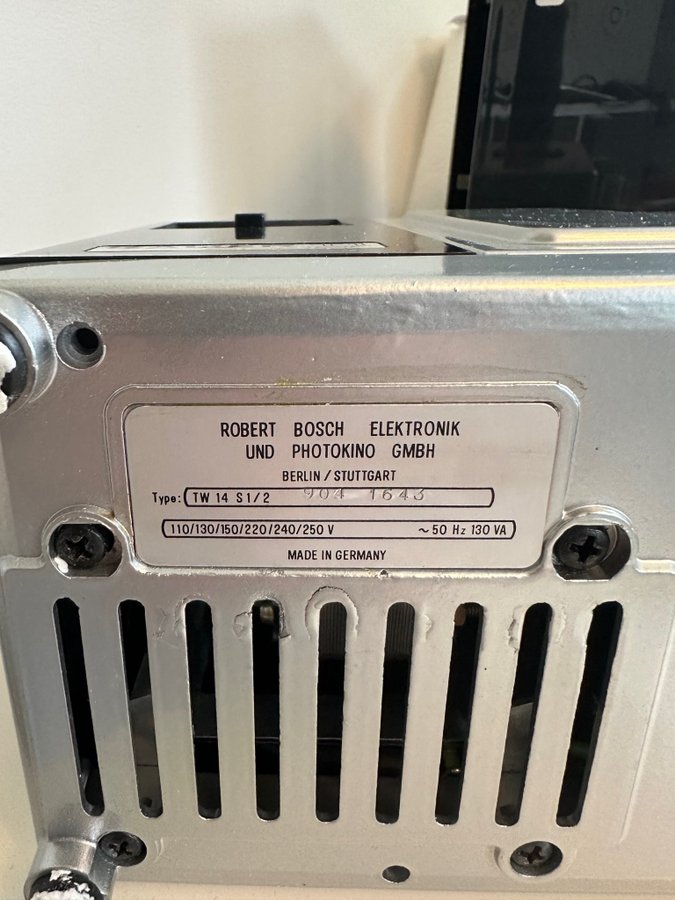 ROBERT BOSCH ELEKTRONIK
UND PHOTOKINO GMBH
BERLIN / STUTTGART
Type: TW 14 S1/2 904 1643
110/130/150/220/240/250 V ~ 50 Hz 130 VA
MADE IN GERMANY